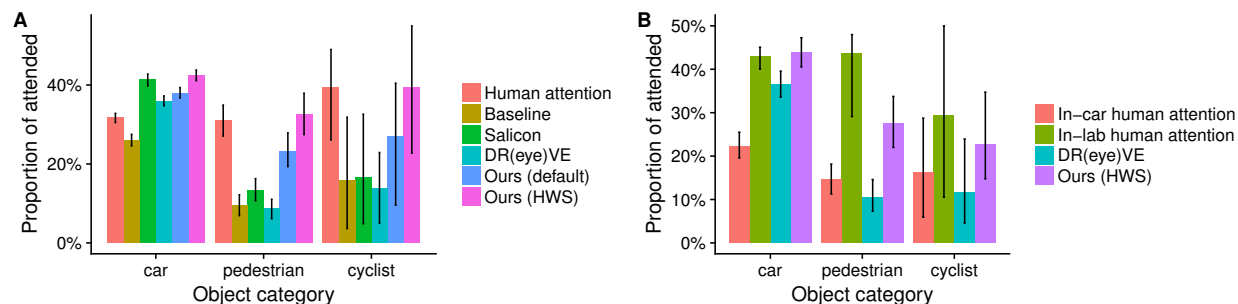 A
Proportion of attended
40%
20%
0%
car
pedestrian
cyclist
Object category
Human attention
Baseline
Salicon
DR(eye)VE
Ours (default)
Ours (HWS)
B
Proportion of attended
50%
40%
30%
20%
10%
0%
car
pedestrian
cyclist
Object category
In-car human attention
In-lab human attention
DR(eye)VE
Ours (HWS)